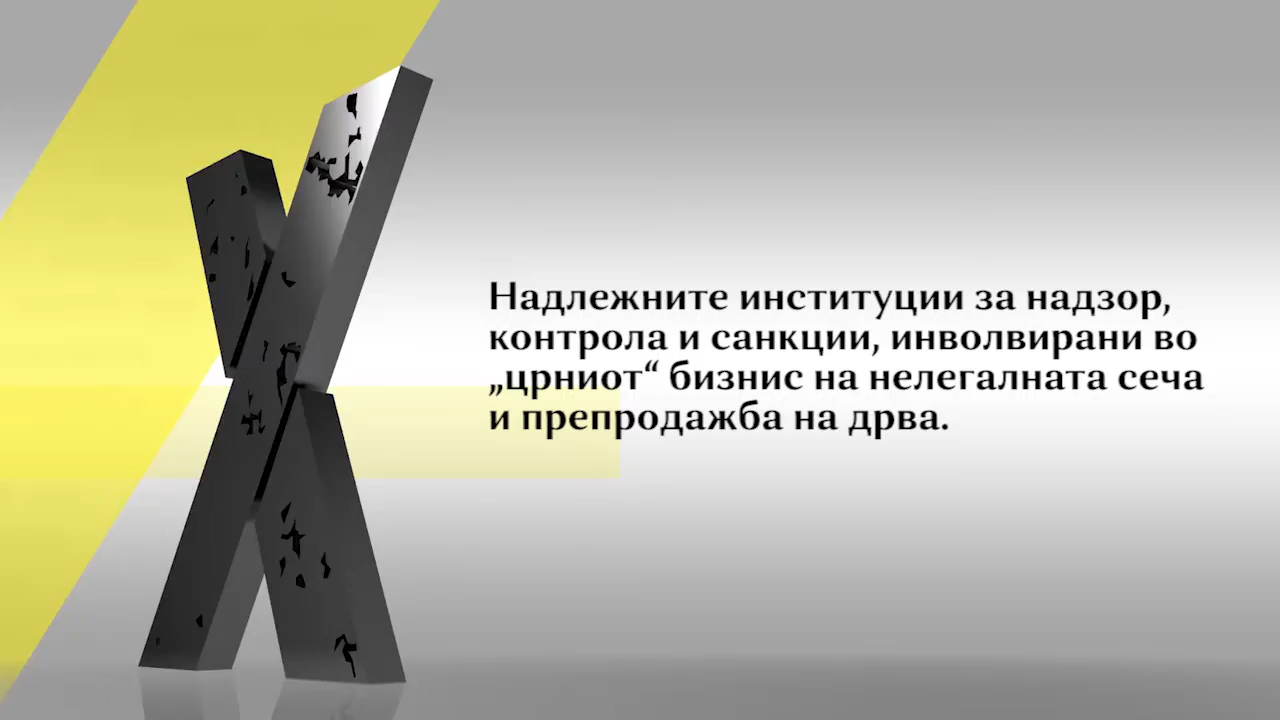 Надлежните институции за надзор,
контрола и санкции, инволвирани во
„црниот“ бизнис на нелегалната сеча
и препродажба на дрва.